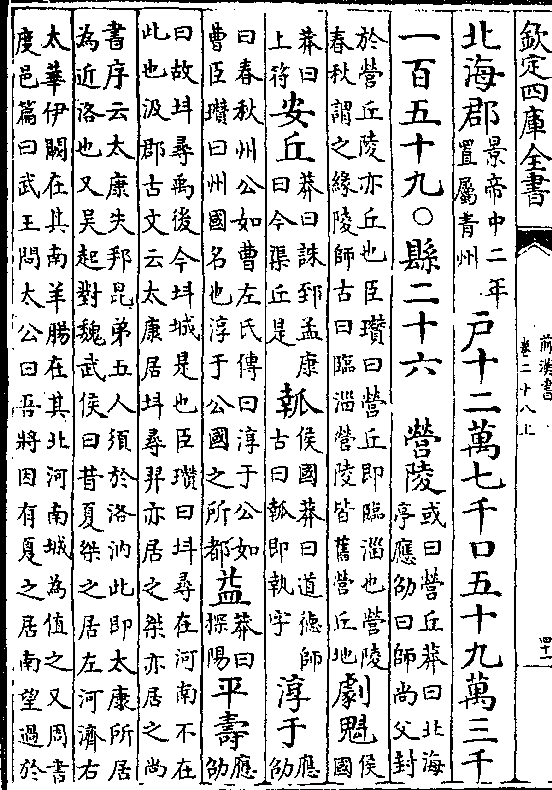 欽定四庫全書
前漢書
卷二十八上
北海郡景帝中二年置屬青州戶十二萬七千口五十九萬三千
一百五十九○縣二十六營陵或曰營丘莽曰北海亭應劭曰師尚父封
於營丘陵亦丘也臣瓚曰營丘即臨淄也營陵春秋謂之緣陵師古曰臨淄營陵皆舊營丘地劇魁侯國
莽曰上符安丘莽曰誅郅孟康曰今渠丘是瓡侯國莽曰道德師古曰瓡即執字淳于應劭
曰春秋州公如曹左氏傳曰淳于公如曹臣瓚曰州國名也淳于公國之所都益莽曰探陽平壽應劭
曰故抖尋禹後今抖城是也臣瓚曰抖尋在河南不在此也汲郡古文云太康居抖尋羿亦居之桀亦居之尚
書序云太康失邦昆弟五人須於洛汭此即太康所居為近洛也又吳起對魏武侯曰昔夏桀之居左河濟右
太華伊闕在其南羊腸在其北河南城為值之又周書度邑篇曰武王問太公曰吾將因有夏之居南望過於